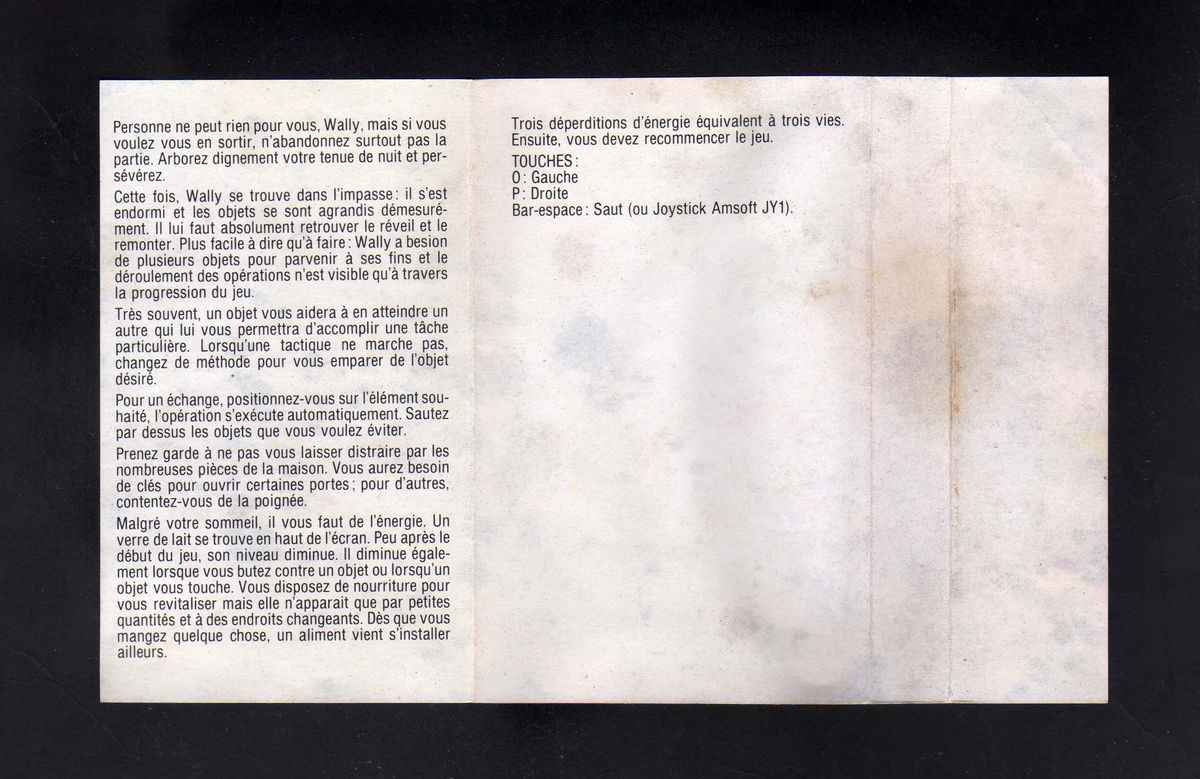 Personne ne peut rien pour vous, Wally, mais si vous
voulez vous en sortir, n'abandonnez surtout pas la
partie. Arborez dignement votre tenue de nuit et per-
sévérez.
Cette fois, Wally se trouve dans l'impasse : il s'est
endormi et les objets se sont agrandis démesuré-
ment. Il lui faut absolument retrouver le réveil et le
remonter. Plus facile à dire qu'à faire : Wally a besion
de plusieurs objets pour parvenir à ses fins et le
déroulement des opérations n'est visible qu'à travers
la progression du jeu.
Très souvent, un objet vous aidera à en atteindre un
autre qui lui vous permettra d'accomplir une tâche
particulière. Lorsqu'une tactique ne marche pas,
changez de méthode pour vous emparer de l'objet
désiré.
Pour un échange, positionnez-vous sur l'élément sou-
haité, l'opération s'exécute automatiquement. Sautez
par dessus les objets que vous voulez éviter.
Prenez garde à ne pas vous laisser distraire par les
nombreuses pièces de la maison. Vous aurez besoin
de clés pour ouvrir certaines portes ; pour d'autres,
contentez-vous de la poignée.
Malgré votre sommeil, il vous faut de l'énergie. Un
verre de lait se trouve en haut de l'écran. Peu après le
début du jeu, son niveau diminue. Il diminue égale-
ment lorsque vous butez contre un objet ou lorsqu'un
objet vous touche. Vous disposez de nourriture pour
vous revitaliser mais elle n'apparait que par petites
quantités et à des endroits changeants. Dès que vous
mangez quelque chose, un aliment vient s'installer
ailleurs.
Trois déperditions d'énergie équivalent à trois vies.
Ensuite, vous devez recommencer le jeu.
TOUCHES :
O : Gauche
P : Droite
Bar-espace : Saut (ou Joystick Amsoft JY1).